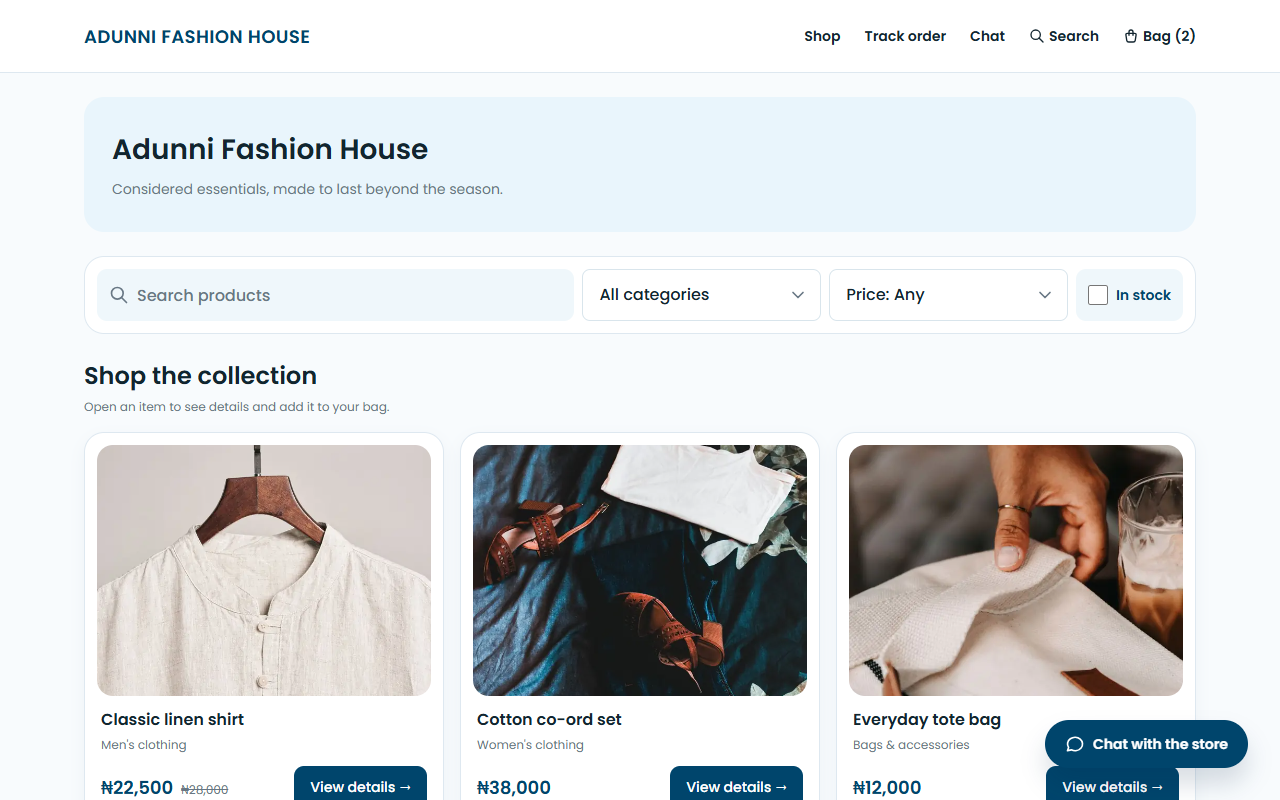 ADUNNI FASHION HOUSE
Shop Track order Chat Search Bag (2)
Adunni Fashion House
Considered essentials, made to last beyond the season.
Search products All categories Price: Any In stock
Shop the collection
Open an item to see details and add it to your bag.
Classic linen shirt
Men's clothing
₦22,500 ₦28,000 View details →
Cotton co-ord set
Women's clothing
₦38,000 View details →
Everyday tote bag
Bags & accessories
₦12,000 View details →
Chat with the store